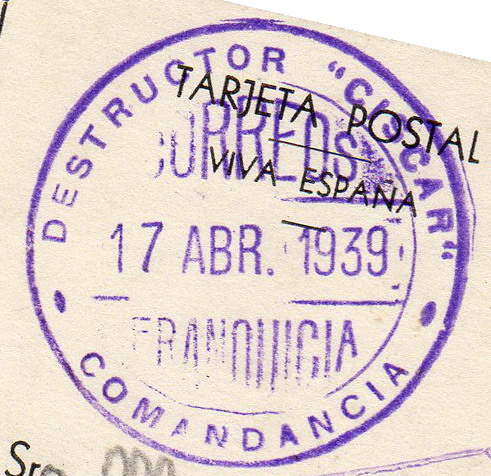 TARJETA POSTAL
VIVA ESPAÑA
DESTRUCTOR "CISCAR"
CORREOS
17 ABR. 1939
FRANQUICIA
COMANDANCIA